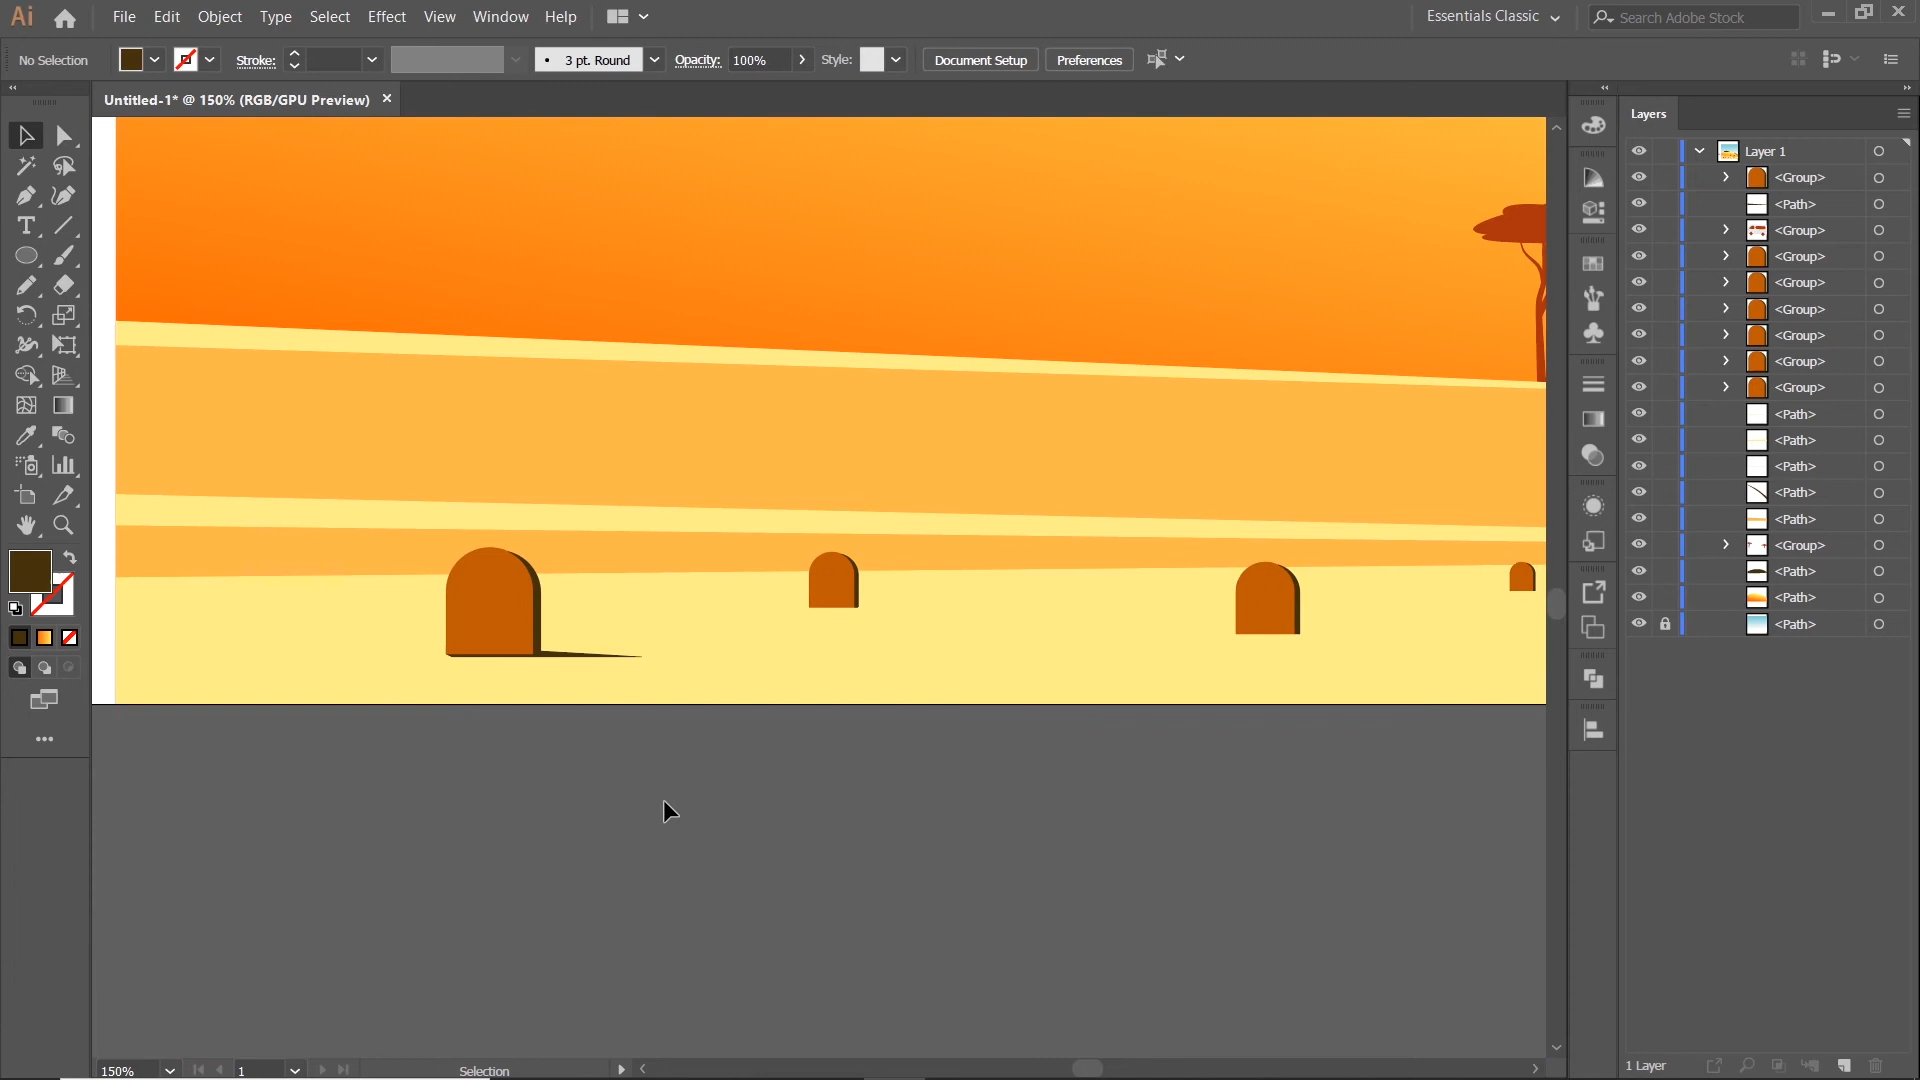 Ai File Edit Object Type Select Effect View Window Help Essentials Classic Search Adobe Stock
No Selection Stroke: 3 pt. Round Opacity: 100% Style: Document Setup Preferences
Untitled-1* @ 150% (RGB/GPU Preview)
Layers
Layer 1
<Group>
<Path>
<Group>
<Group>
<Group>
<Group>
<Group>
<Group>
<Group>
<Path>
<Path>
<Path>
<Path>
<Path>
<Group>
<Path>
<Path>
<Path>
1 Layer
150% 1 Selection